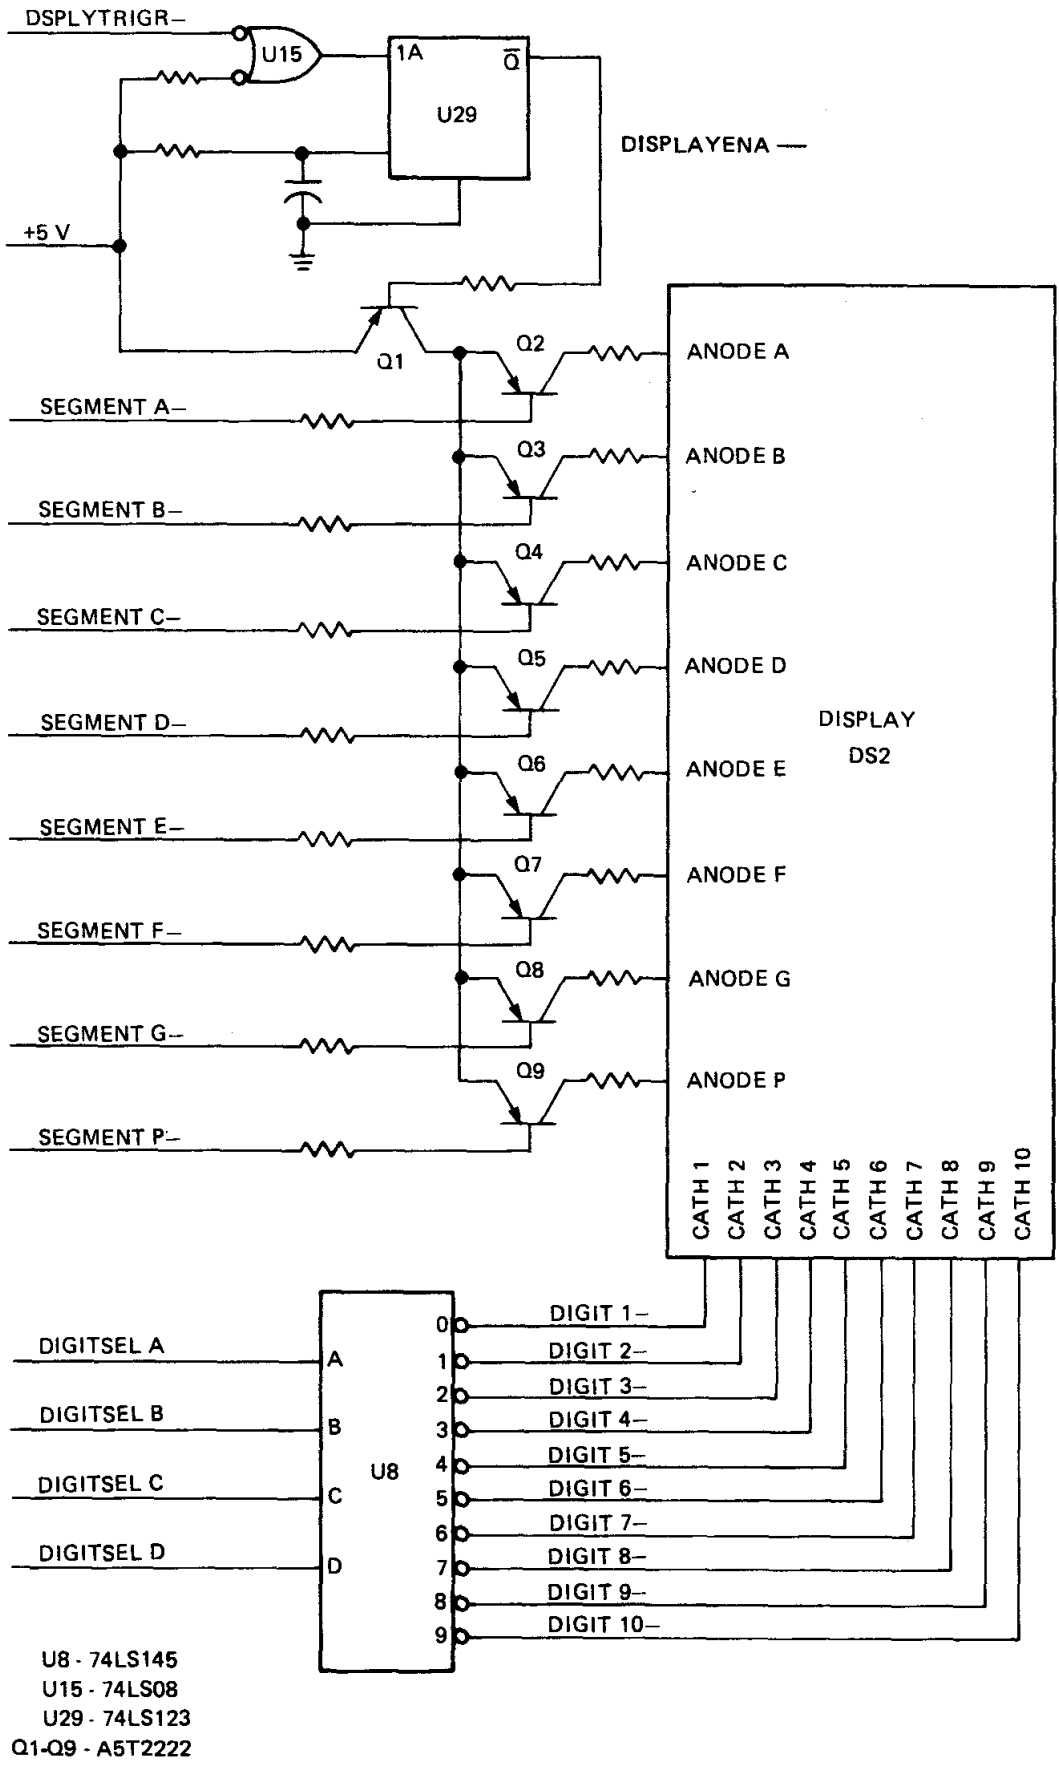 DSPLYTRIGR–
U15
1A
Q̅
U29
DISPLAYENA —
+5 V
Q1
Q2
ANODE A
SEGMENT A–
Q3
ANODE B
SEGMENT B–
Q4
ANODE C
SEGMENT C–
Q5
ANODE D
SEGMENT D–
DISPLAY
DS2
Q6
ANODE E
SEGMENT E–
Q7
ANODE F
SEGMENT F–
Q8
ANODE G
SEGMENT G–
Q9
ANODE P
SEGMENT P–
CATH 1
CATH 2
CATH 3
CATH 4
CATH 5
CATH 6
CATH 7
CATH 8
CATH 9
CATH 10
DIGITSEL A
A
DIGITSEL B
B
DIGITSEL C
C
DIGITSEL D
D
U8
0
DIGIT 1–
1
DIGIT 2–
2
DIGIT 3–
3
DIGIT 4–
4
DIGIT 5–
5
DIGIT 6–
6
DIGIT 7–
7
DIGIT 8–
8
DIGIT 9–
9
DIGIT 10–
U8 - 74LS145
U15 - 74LS08
U29 - 74LS123
Q1-Q9 - A5T2222